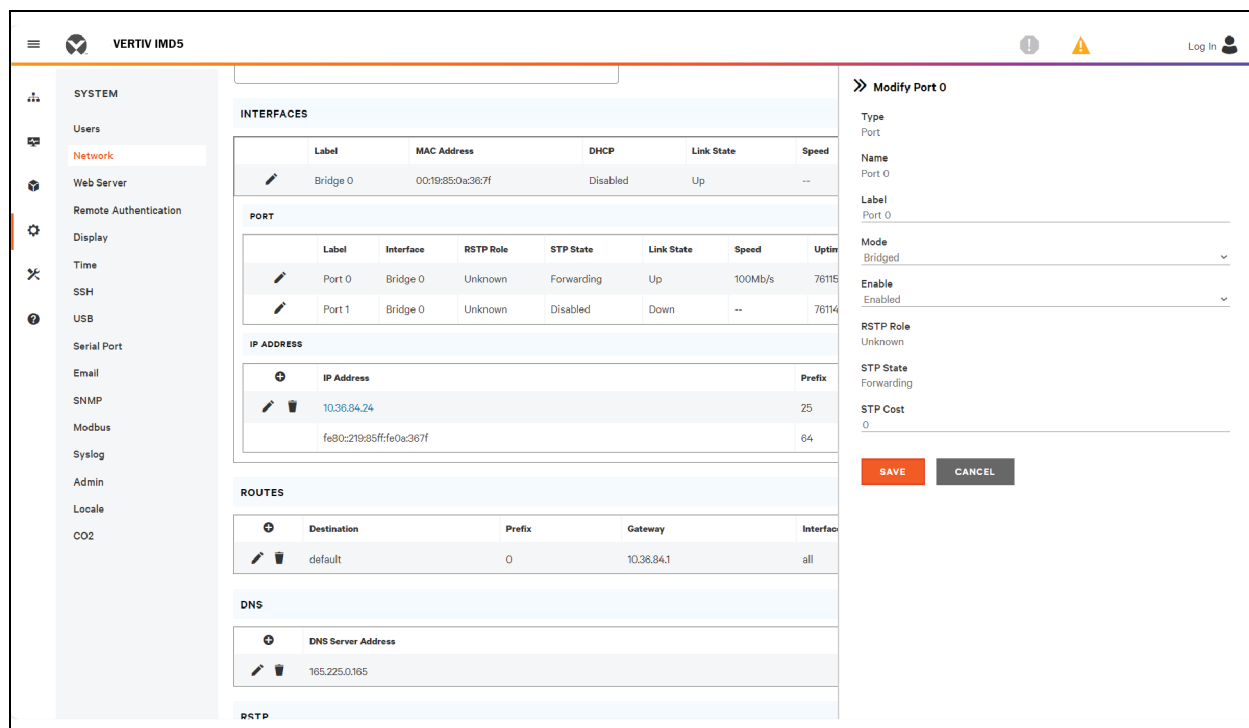 VERTIV IMD5
Log In
SYSTEM
Users
Network
Web Server
Remote Authentication
Display
Time
SSH
USB
Serial Port
Email
SNMP
Modbus
Syslog
Admin
Locale
CO2
INTERFACES
Label MAC Address DHCP Link State Speed
Bridge 0 00:19:85:0a:36:7f Disabled Up --
PORT
Label Interface RSTP Role STP State Link State Speed Uptim
Port 0 Bridge 0 Unknown Forwarding Up 100Mb/s 76115
Port 1 Bridge 0 Unknown Disabled Down -- 76114
IP ADDRESS
IP Address Prefix
10.36.84.24 25
fe80::219:85ff:fe0a:367f 64
ROUTES
Destination Prefix Gateway Interfac
default 0 10.36.84.1 all
DNS
DNS Server Address
165.225.0.165
RSTP
Modify Port 0
Type
Port
Name
Port 0
Label
Port 0
Mode
Bridged
Enable
Enabled
RSTP Role
Unknown
STP State
Forwarding
STP Cost
0
SAVE CANCEL